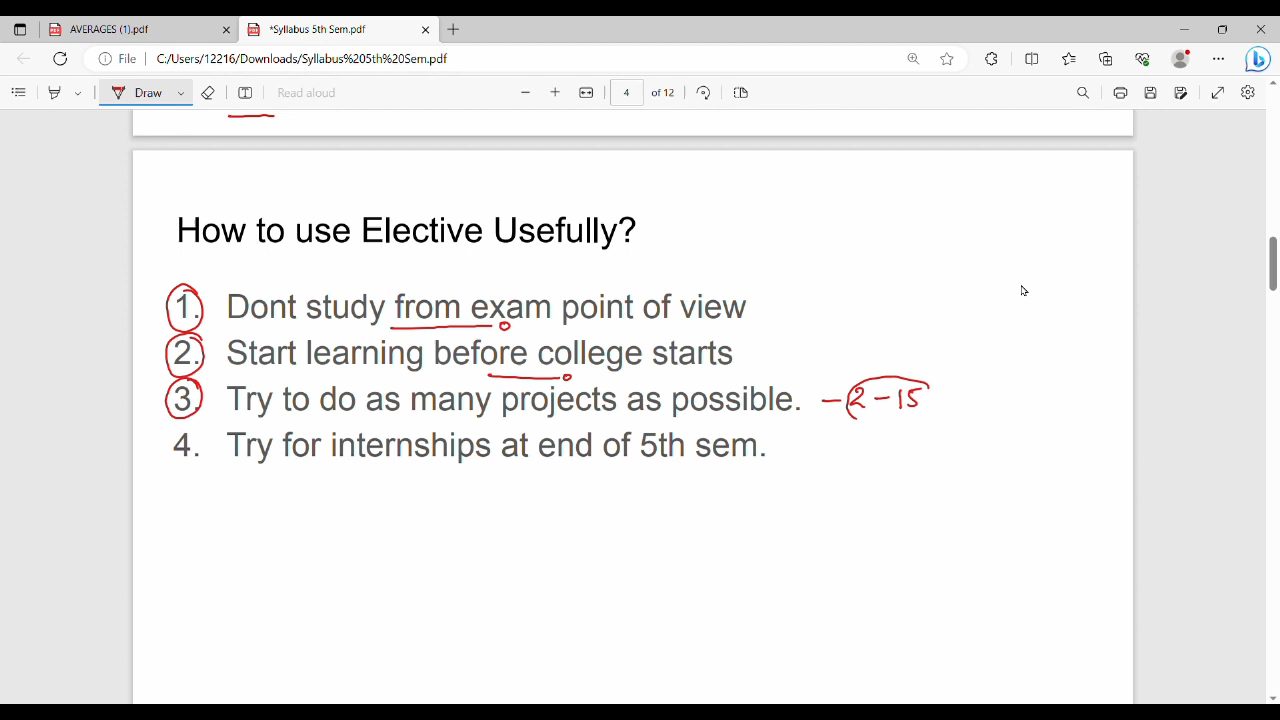 AVERAGES (1).pdf
*Syllabus 5th Sem.pdf
File
C:/Users/12216/Downloads/Syllabus%205th%20Sem.pdf
Draw
Read aloud
4
of 12
How to use Elective Usefully?
1. Dont study from exam point of view
2. Start learning before college starts
3. Try to do as many projects as possible. - 2 - 15
4. Try for internships at end of 5th sem.